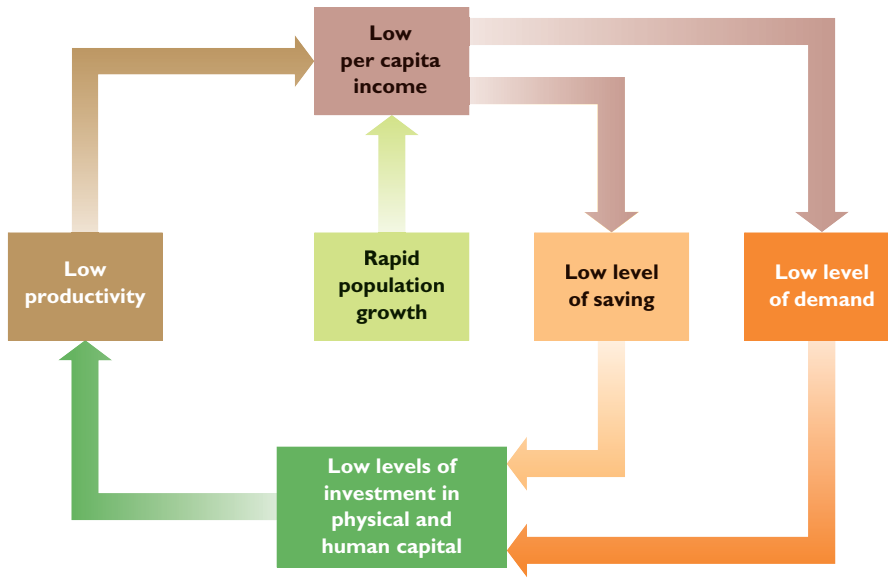 Low
per capita
income
Low
productivity
Rapid
population
growth
Low level
of saving
Low level
of demand
Low levels of
investment in
physical and
human capital